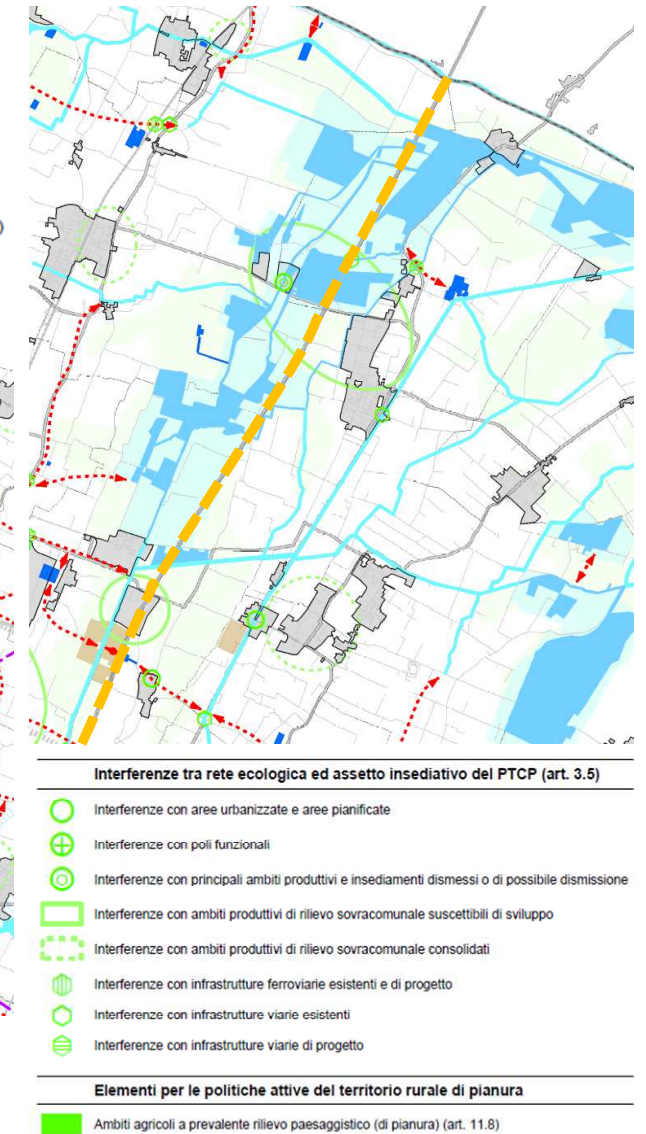 )
Interferenze tra rete ecologica ed assetto insediativo del PTCP (art. 3.5)
Interferenze con aree urbanizzate e aree pianificate
Interferenze con poli funzionali
Interferenze con principali ambiti produttivi e insediamenti dismessi o di possibile dismissione
Interferenze con ambiti produttivi di rilievo sovracomunale suscettibili di sviluppo
Interferenze con ambiti produttivi di rilievo sovracomunale consolidati
Interferenze con infrastrutture ferroviarie esistenti e di progetto
Interferenze con infrastrutture viarie esistenti
Interferenze con infrastrutture viarie di progetto
Elementi per le politiche attive del territorio rurale di pianura
Ambiti agricoli a prevalente rilievo paesaggistico (di pianura) (art. 11.8)